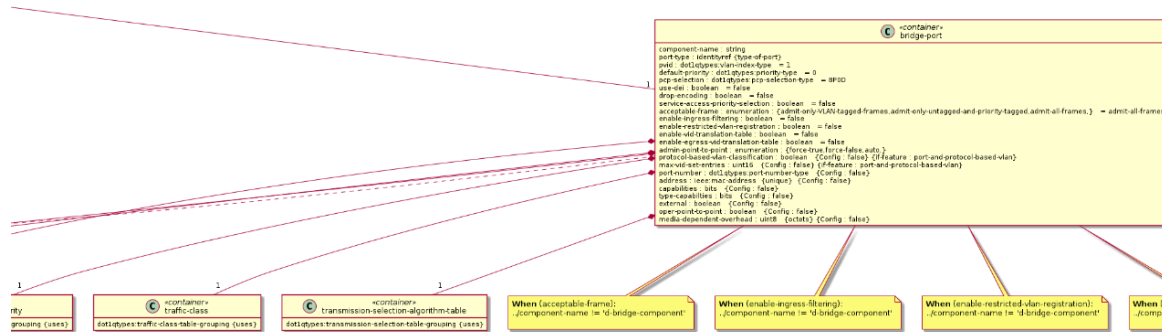 C «container»
bridge-port
component-name : string
port-type : identityref {type-of-port}
pvid : dot1qtypes:vlan-index-type = 1
default-priority : dot1qtypes:priority-type = 0
pcp-selection : dot1qtypes:pcp-selection-type = 8P0D
use-dei : boolean = false
drop-encoding : boolean = false
service-access-priority-selection : boolean = false
acceptable-frame : enumeration : {admit-only-VLAN-tagged-frames,admit-only-untagged-and-priority-tagged,admit-all-frames,} = admit-all-frames
enable-ingress-filtering : boolean = false
enable-restricted-vlan-registration : boolean = false
enable-vid-translation-table : boolean = false
enable-egress-vid-translation-table : boolean = false
admin-point-to-point : enumeration : {force-true,force-false,auto,}
protocol-based-vlan-classification : boolean {Config : false} {if-feature : port-and-protocol-based-vlan}
max-vid-set-entries : uint16 {Config : false} {if-feature : port-and-protocol-based-vlan}
port-number : dot1qtypes:port-number-type {Config : false}
address : ieee:mac-address {unique} {Config : false}
capabilities : bits {Config : false}
type-capabilties : bits {Config : false}
external : boolean {Config : false}
oper-point-to-point : boolean {Config : false}
media-dependent-overhead : uint8 {octets} {Config : false}
1
1 1 1
rity
grouping {uses}
C «container»
traffic-class
dot1qtypes:traffic-class-table-grouping {uses}
C «container»
transmission-selection-algorithm-table
dot1qtypes:transmission-selection-table-grouping {uses}
When (acceptable-frame):
../component-name != 'd-bridge-component'
When (enable-ingress-filtering):
../component-name != 'd-bridge-component'
When (enable-restricted-vlan-registration):
../component-name != 'd-bridge-component'
When (
../com